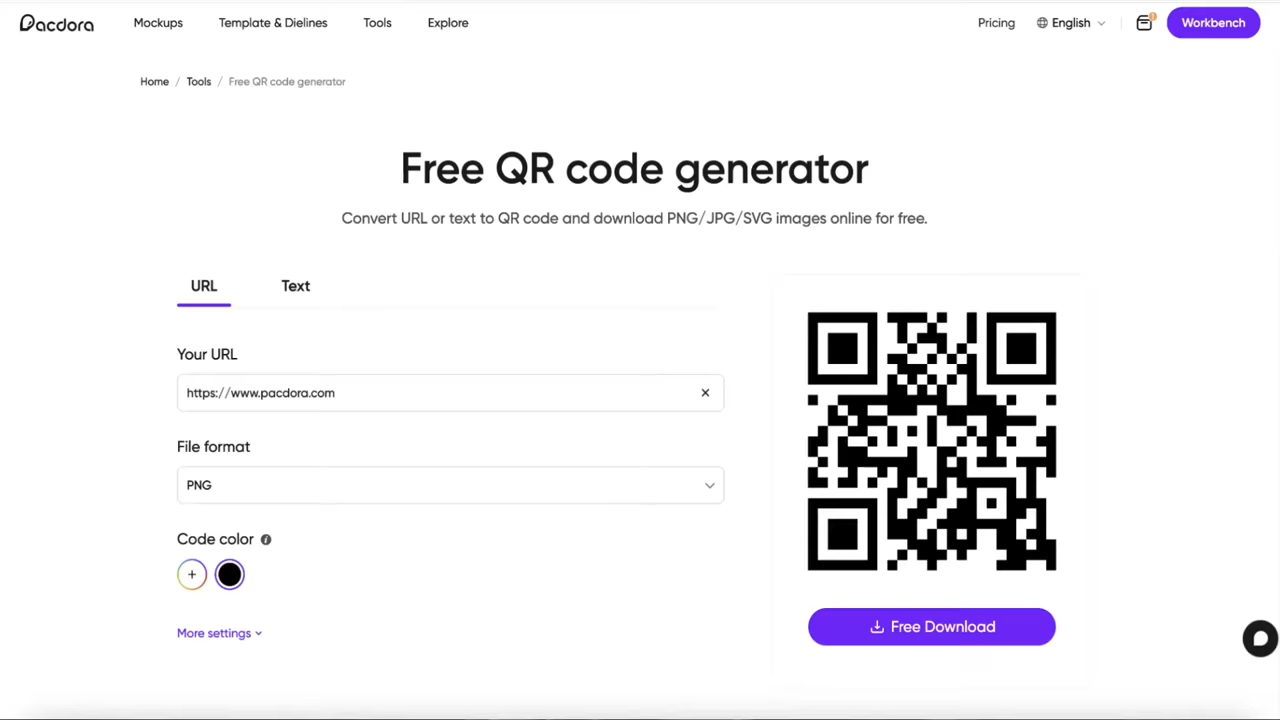 Pacdora
Mockups Template & Dielines Tools Explore Pricing English Workbench
Home / Tools / Free QR code generator
Free QR code generator
Convert URL or text to QR code and download PNG/JPG/SVG images online for free.
URL Text
Your URL
https://www.pacdora.com
File format
PNG
Code color
More settings
Free Download